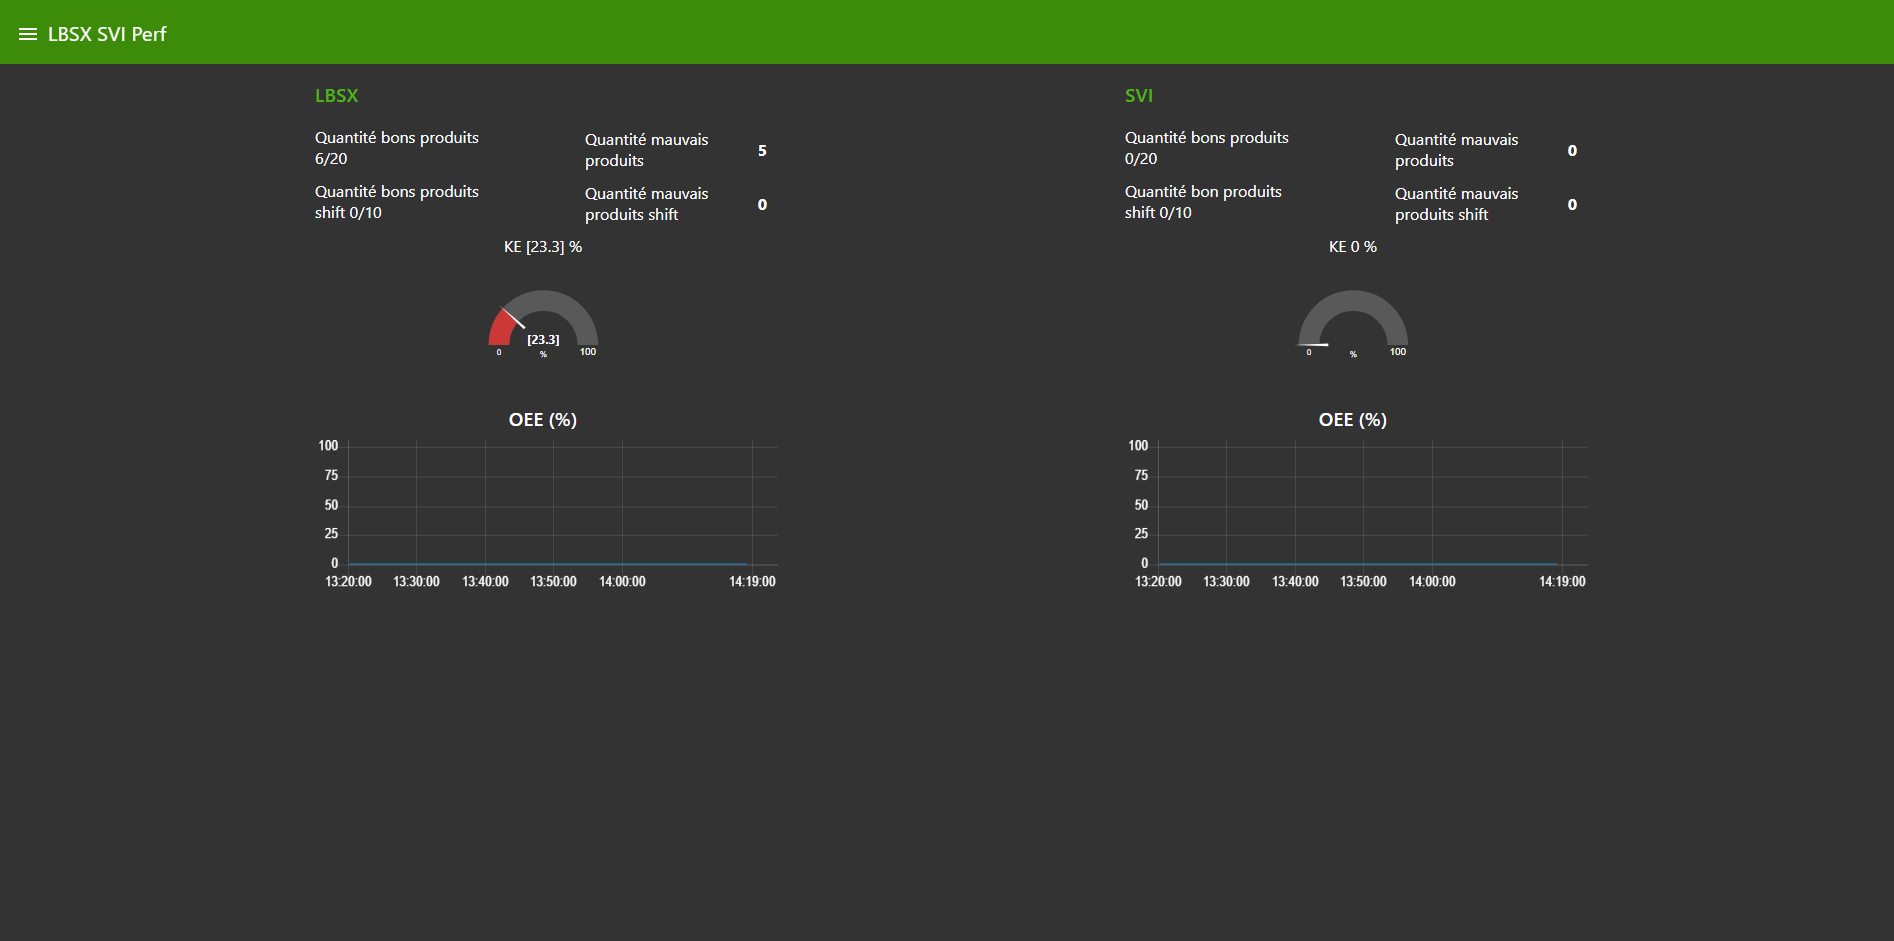 LBSX SVI Perf
LBSX
Quantité bons produits
6/20
Quantité mauvais
produits
5
Quantité bons produits
shift 0/10
Quantité mauvais
produits shift
0
KE [23.3] %
[23.3]
0
%
100
OEE (%)
100
75
50
25
0
13:20:00 13:30:00 13:40:00 13:50:00 14:00:00 14:19:00
SVI
Quantité bons produits
0/20
Quantité mauvais
produits
0
Quantité bon produits
shift 0/10
Quantité mauvais
produits shift
0
KE 0 %
0
%
100
OEE (%)
100
75
50
25
0
13:20:00 13:30:00 13:40:00 13:50:00 14:00:00 14:19:00